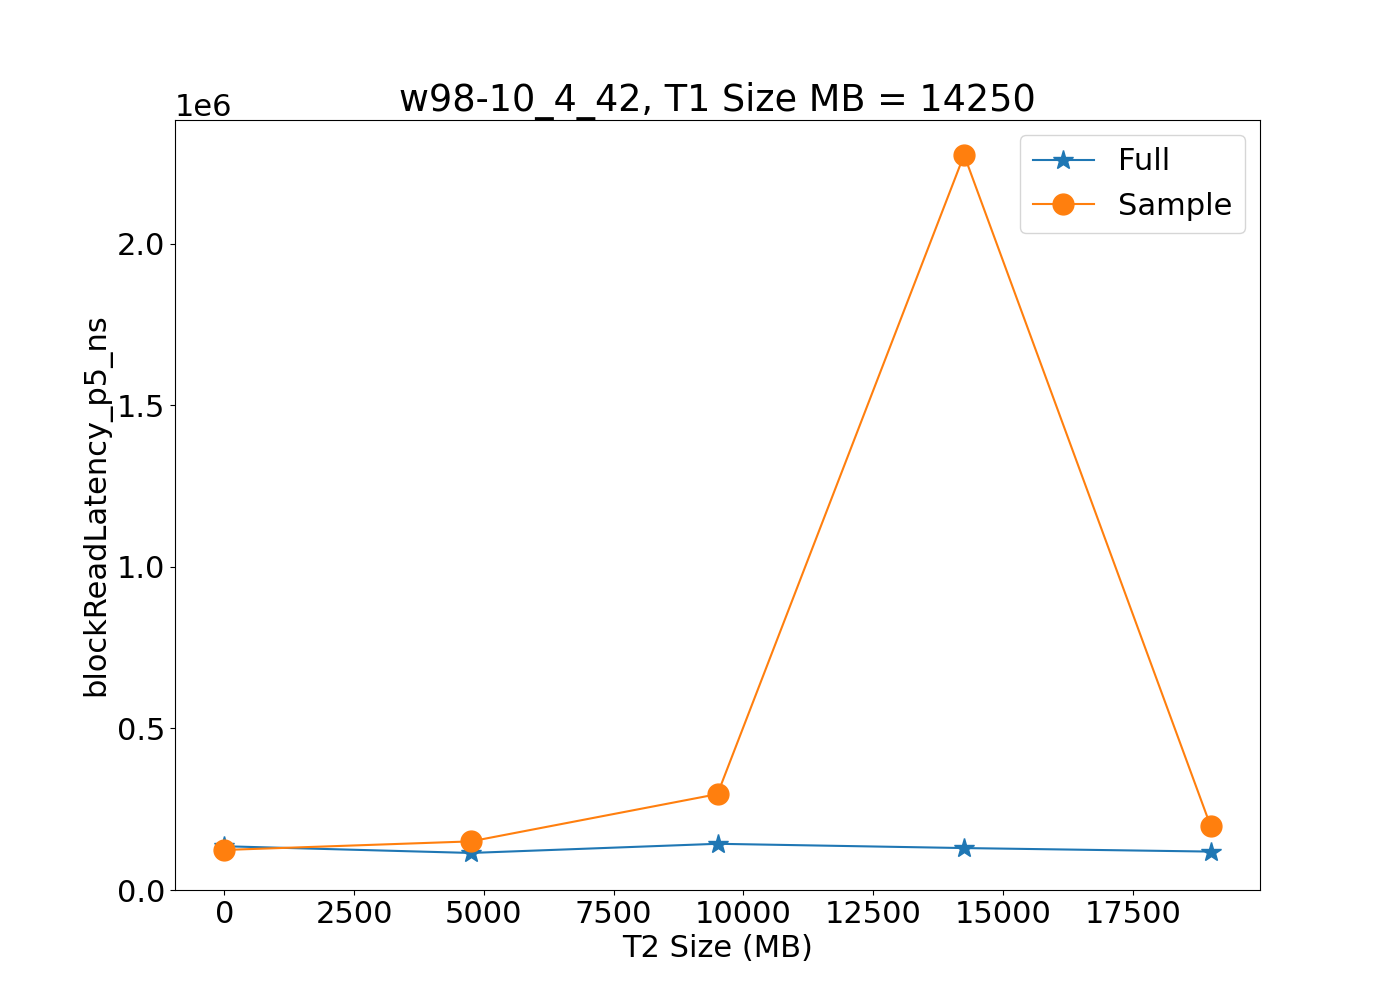 w98-10_4_42, T1 Size MB = 14250
1e6
Full
Sample
2.0
1.5
1.0
0.5
0.0
blockReadLatency_p5_ns
0 2500 5000 7500 10000 12500 15000 17500
T2 Size (MB)